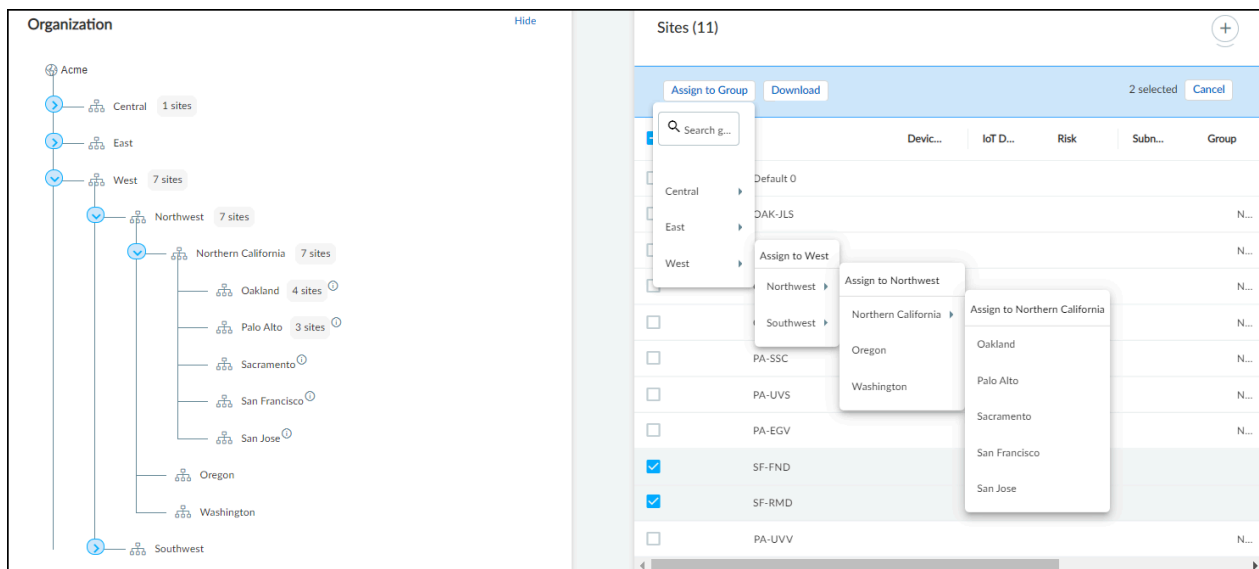 Organization
Hide
Acme
Central 1 sites
East
West 7 sites
Northwest 7 sites
Northern California 7 sites
Oakland 4 sites
Palo Alto 3 sites
Sacramento
San Francisco
San Jose
Oregon
Washington
Southwest
Sites (11)
Assign to Group Download 2 selected Cancel
Search g...
Devic... IoT D... Risk Subn... Group
Default 0
OAK-JLS N...
N...
N...
N...
PA-SSC N...
PA-UVS N...
PA-EGV N...
SF-FND
SF-RMD
PA-UVV N...
Central
East
West
Assign to West
Northwest
Southwest
Assign to Northwest
Northern California
Oregon
Washington
Assign to Northern California
Oakland
Palo Alto
Sacramento
San Francisco
San Jose